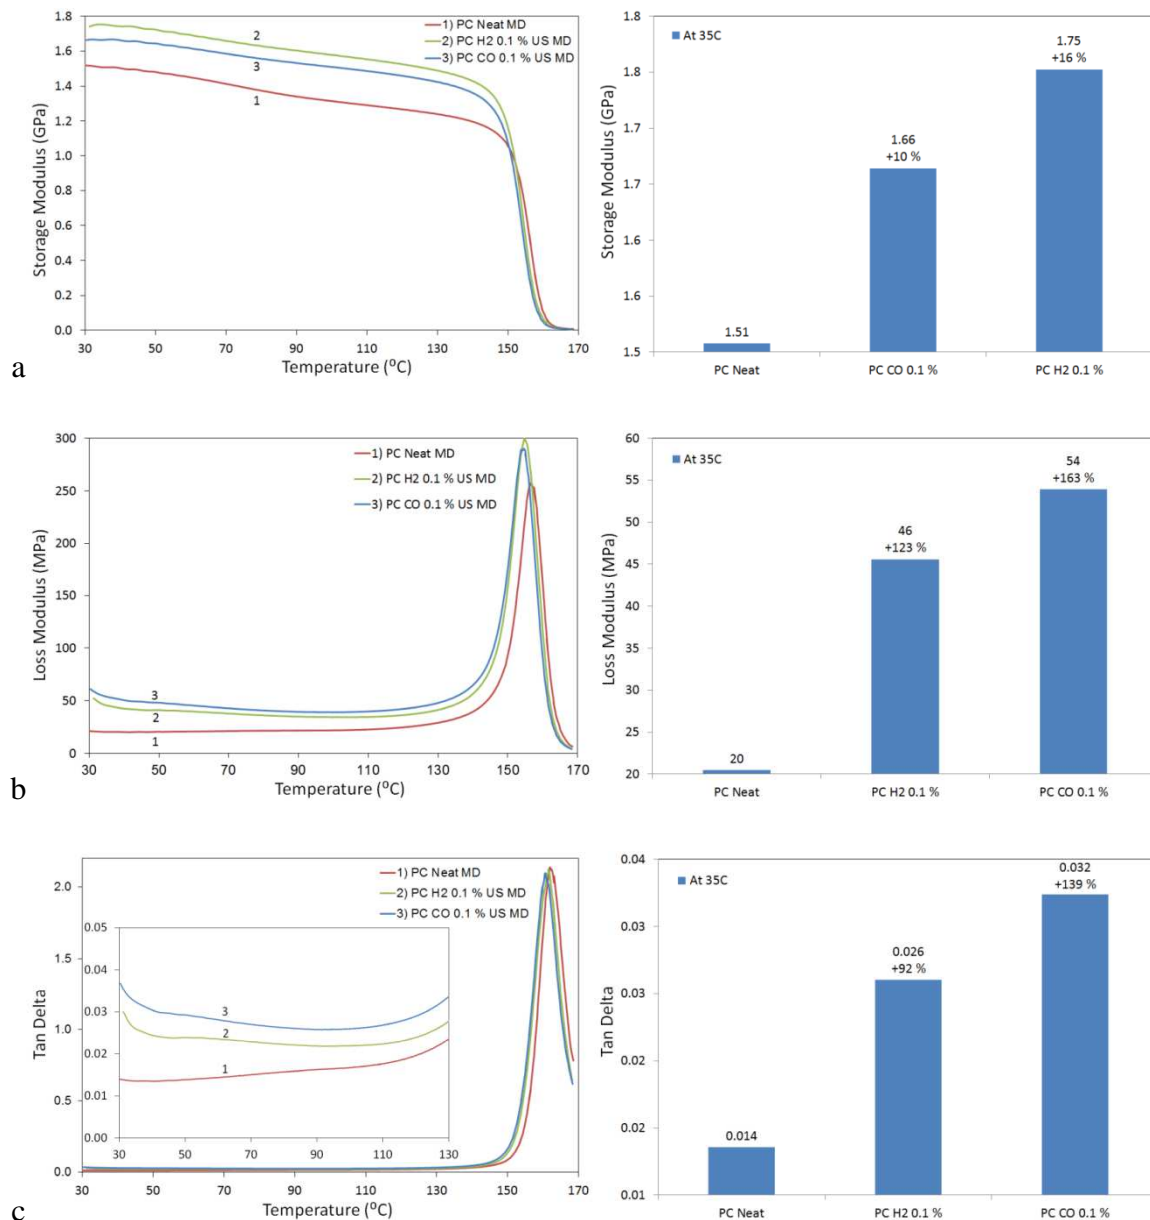 1.8
1.6
1.4
1.2
1.0
0.8
0.6
0.4
0.2
0.0
Storage Modulus (GPa)
1) PC Neat MD
2) PC H2 0.1 % US MD
3) PC CO 0.1 % US MD
2
3
1
30 50 70 90 110 130 150 170
Temperature (⁰C)
a
1.8
1.8
1.7
1.7
1.6
1.6
1.5
Storage Modulus (GPa)
At 35C
1.51
1.66
+10 %
1.75
+16 %
PC Neat PC CO 0.1 % PC H2 0.1 %
300
250
200
150
100
50
0
Loss Modulus (MPa)
1) PC Neat MD
2) PC H2 0.1 % US MD
3) PC CO 0.1 % US MD
3
2
1
30 50 70 90 110 130 150 170
Temperature (⁰C)
b
60
55
50
45
40
35
30
25
20
Loss Modulus (MPa)
At 35C
20
46
+123 %
54
+163 %
PC Neat PC H2 0.1 % PC CO 0.1 %
2.0
1.5
1.0
0.5
0.0
Tan Delta
1) PC Neat MD
2) PC H2 0.1 % US MD
3) PC CO 0.1 % US MD
0.05
0.04
0.03
0.02
0.01
0.00
3
2
1
30 50 70 90 110 130
30 50 70 90 110 130 150 170
Temperature (⁰C)
c
0.04
0.03
0.03
0.02
0.02
0.01
Tan Delta
At 35C
0.014
0.026
+92 %
0.032
+139 %
PC Neat PC H2 0.1 % PC CO 0.1 %